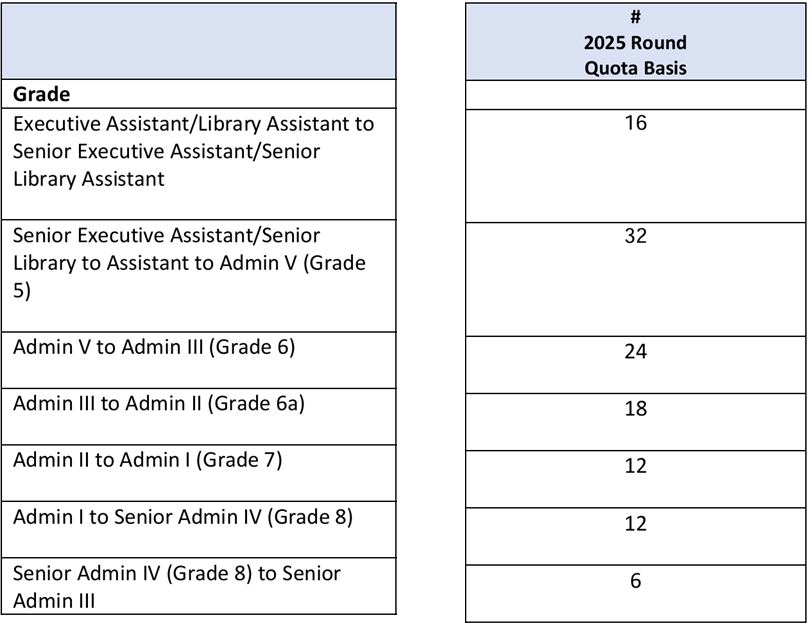 #
2025 Round
Quota Basis
Grade
Executive Assistant/Library Assistant to
Senior Executive Assistant/Senior
Library Assistant
16
Senior Executive Assistant/Senior
Library to Assistant to Admin V (Grade
5)
32
Admin V to Admin III (Grade 6)
24
Admin III to Admin II (Grade 6a)
18
Admin II to Admin I (Grade 7)
12
Admin I to Senior Admin IV (Grade 8)
12
Senior Admin IV (Grade 8) to Senior
Admin III
6